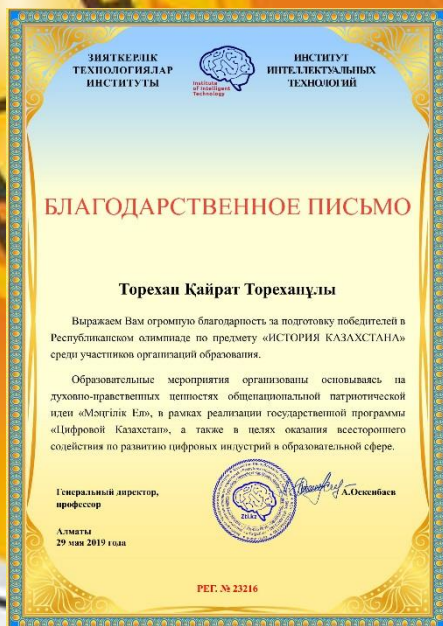 ЗИЯТКЕРЛІК
ТЕХНОЛОГИЯЛАР
ИНСТИТУТЫ
Institute
of Intelligent
Technology
ИНСТИТУТ
ИНТЕЛЛЕКТУАЛЬНЫХ
ТЕХНОЛОГИЙ
БЛАГОДАРСТВЕННОЕ ПИСЬМО
Торехан Қайрат Тореханұлы
Выражаем Вам огромную благодарность за подготовку победителей в
Республиканском олимпиаде по предмету «ИСТОРИЯ КАЗАХСТАНА»
среди участников организаций образования.
Образовательные мероприятия организованы основываясь на
духовно-нравственных ценностях общенациональной патриотической
идеи «Мәңгілік Ел», в рамках реализации государственной программы
«Цифровой Казахстан», а также в целях оказания всестороннего
содействия по развитию цифровых индустрий в образовательной сфере.
Генеральный директор,
профессор
Zti.kz
А.Оскенбаев
Алматы
29 мая 2019 года
РЕГ. № 23216